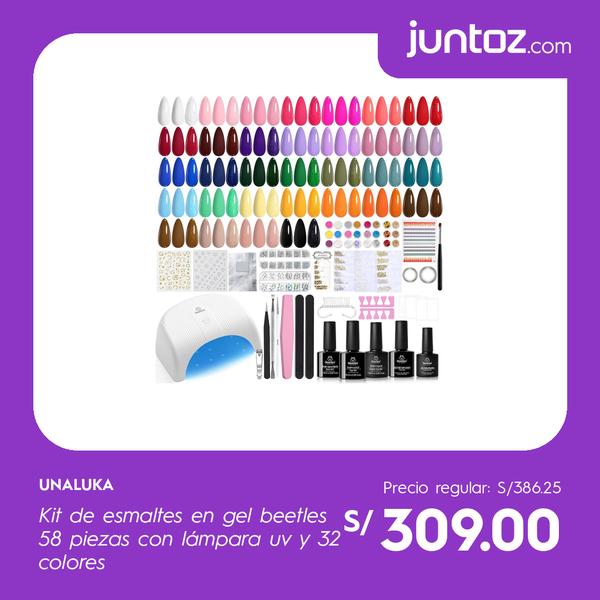 juntoz.com
UNALUKA
Precio regular: S/386.25
Kit de esmaltes en gel beetles
58 piezas con lámpara uv y 32
colores
S/309.00